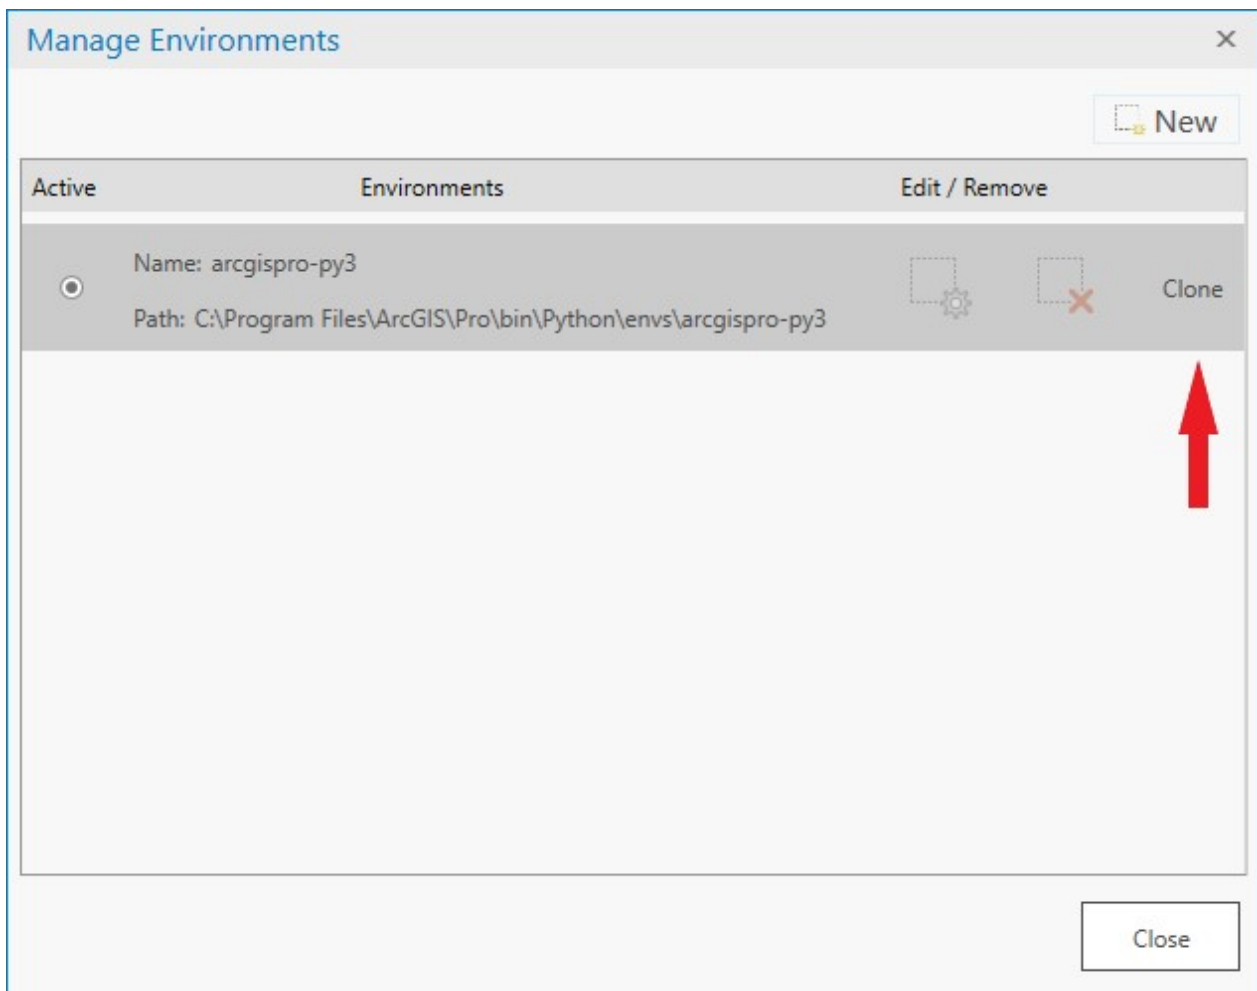 Manage Environments
New
Active Environments Edit / Remove
Name: arcgispro-py3
Path: C:\Program Files\ArcGIS\Pro\bin\Python\envs\arcgispro-py3
Clone
Close